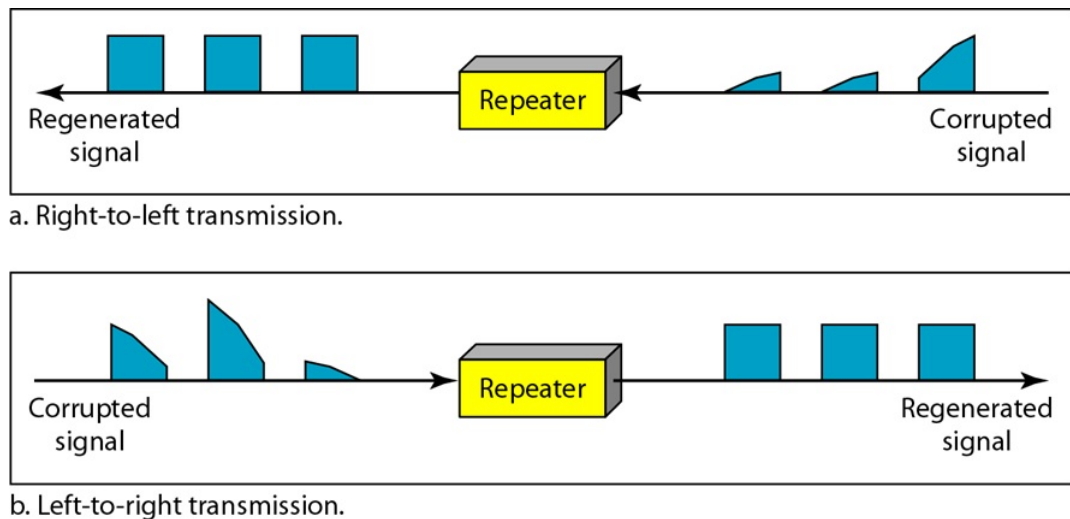 Repeater
Regenerated
signal
Corrupted
signal
a. Right-to-left transmission.
Repeater
Corrupted
signal
Regenerated
signal
b. Left-to-right transmission.